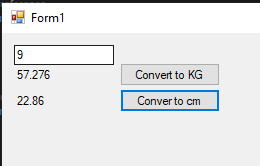 Form1
9
57.276 Convert to KG
22.86 Conver to cm